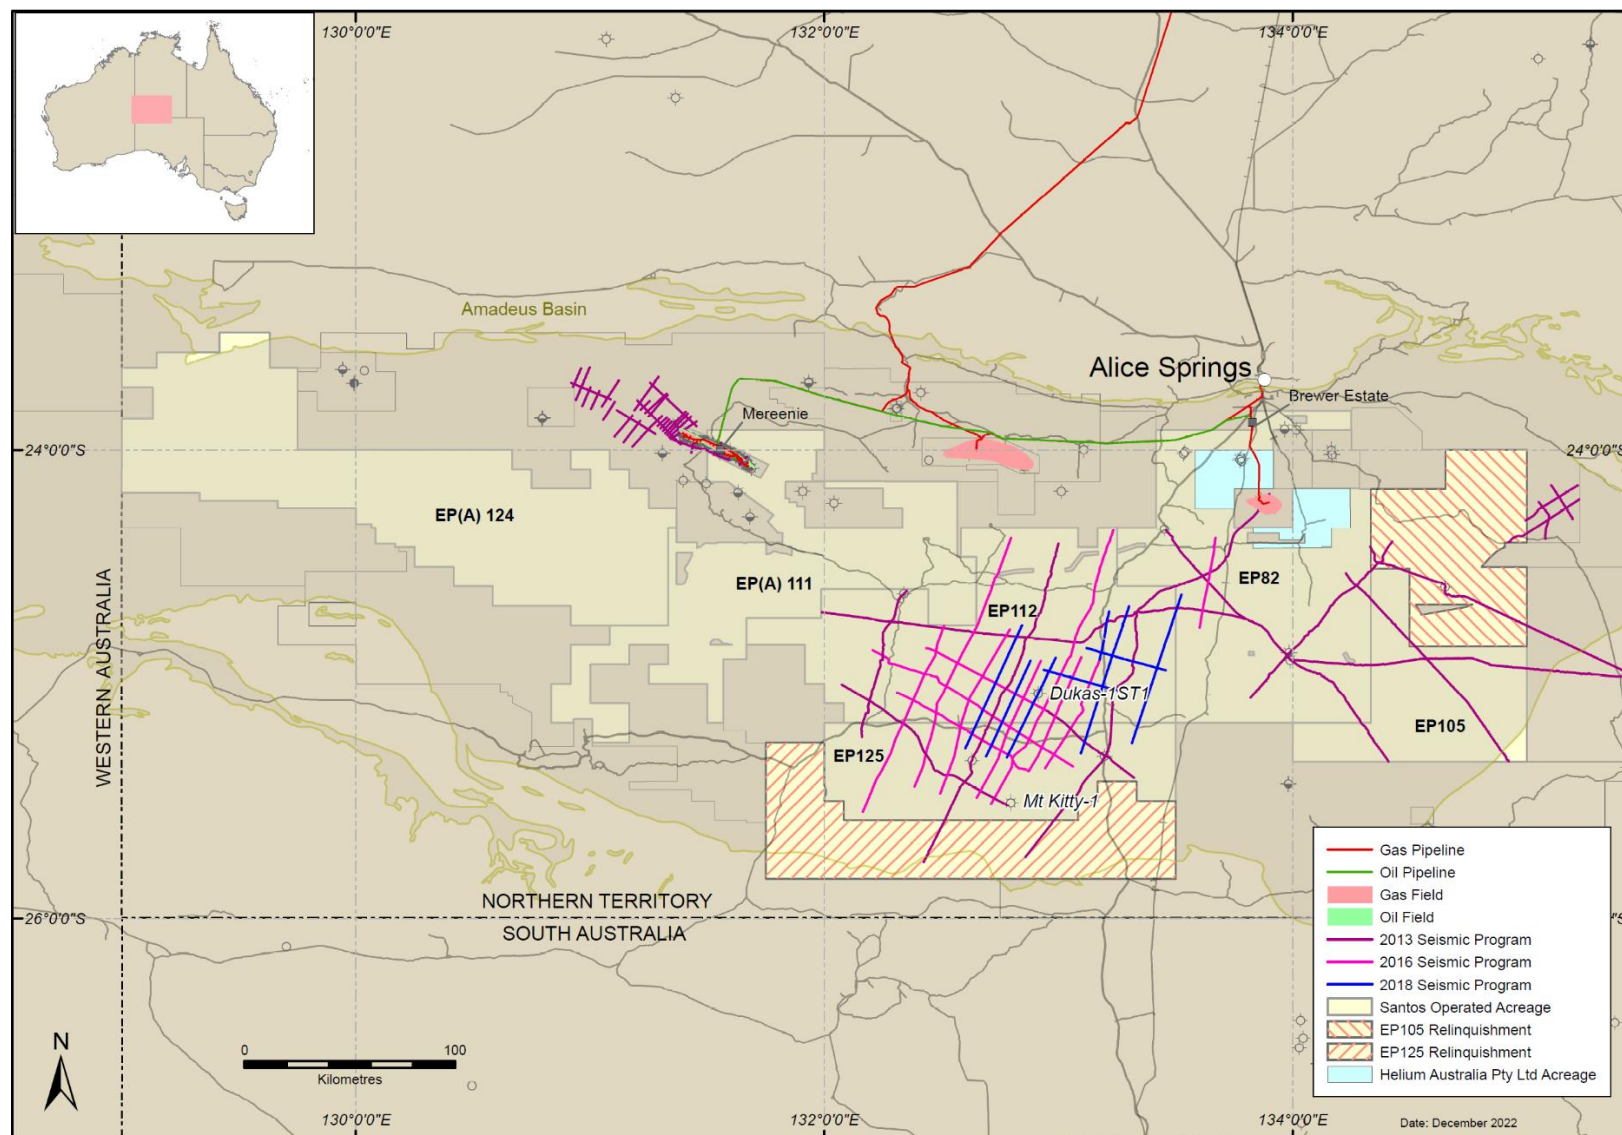 130°0'0"E
132°0'0"E
134°0'0"E
Amadeus Basin
Alice Springs
Brewer Estate
Mereenie
24°0'0"S
24°0'0"S
EP(A) 124
EP(A) 111
EP112
EP82
WESTERN AUSTRALIA
Dukas-1ST1
EP125
EP105
Mt Kitty-1
NORTHERN TERRITORY
26°0'0"S
S
SOUTH AUSTRALIA
Gas Pipeline
Oil Pipeline
Gas Field
Oil Field
2013 Seismic Program
2016 Seismic Program
2018 Seismic Program
Santos Operated Acreage
EP105 Relinquishment
EP125 Relinquishment
Helium Australia Pty Ltd Acreage
N
0
100
Kilometres
130°0'0"E
132°0'0"E
134°0'0"E
Date: December 2022